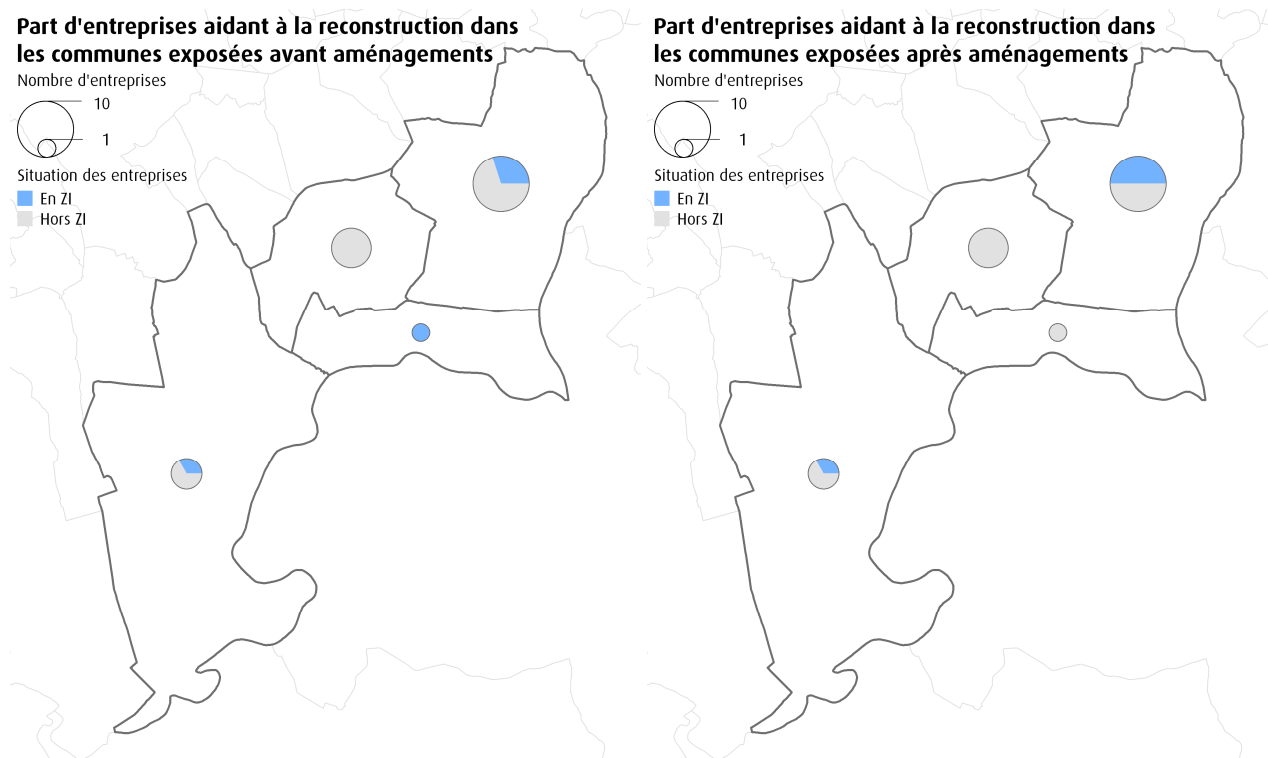 Part d'entreprises aidant à la reconstruction dans
les communes exposées avant aménagements
Nombre d'entreprises
10
1
Situation des entreprises
En ZI
Hors ZI
Part d'entreprises aidant à la reconstruction dans
les communes exposées après aménagements
Nombre d'entreprises
10
1
Situation des entreprises
En ZI
Hors ZI